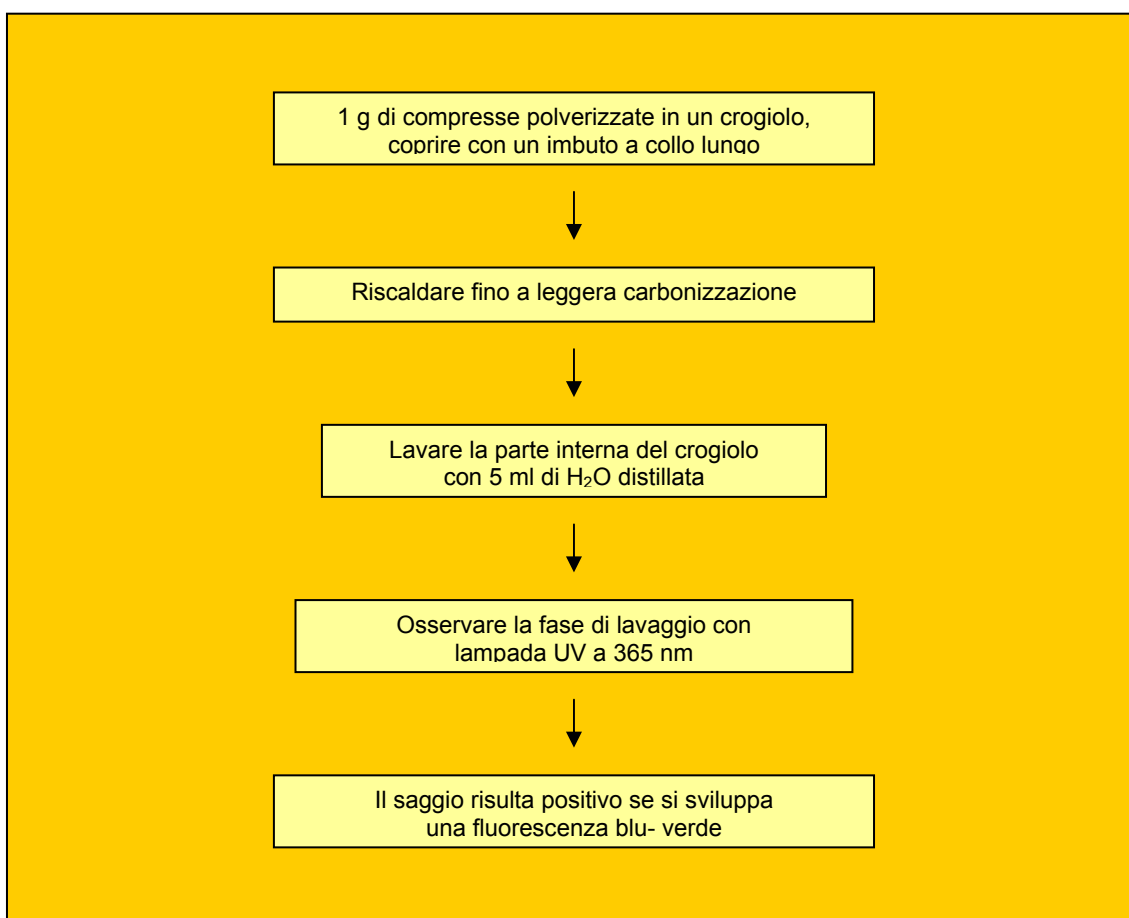 1 g di compresse polverizzate in un crogiolo,
coprire con un imbuto a collo lungo
Riscaldare fino a leggera carbonizzazione
Lavare la parte interna del crogiolo
con 5 ml di H₂O distillata
Osservare la fase di lavaggio con
lampada UV a 365 nm
Il saggio risulta positivo se si sviluppa
una fluorescenza blu- verde